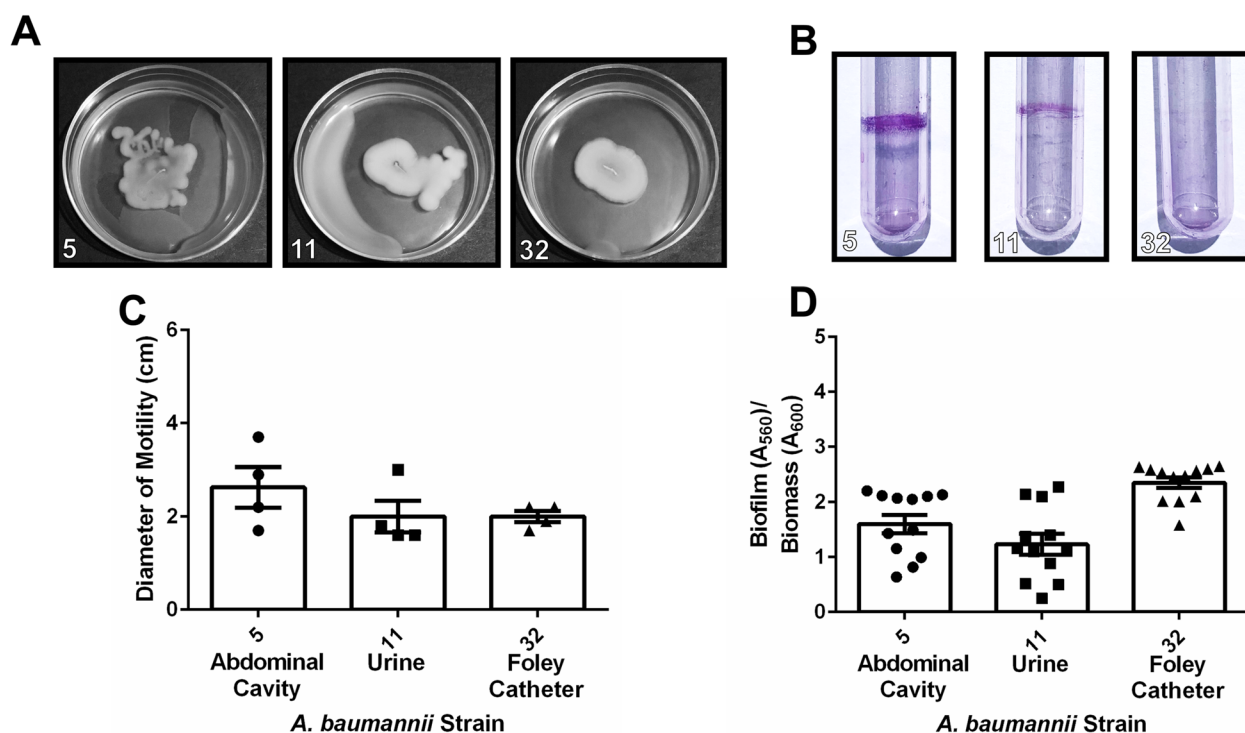 A
5
11
32
B
5
11
32
C
Diameter of Motility (cm)
6
4
2
0
5
11
32
Abdominal
Cavity
Urine
Foley
Catheter
A. baumannii Strain
D
Biofilm (A560)/
Biomass (A600)
5
4
3
2
1
0
5
11
32
Abdominal
Cavity
Urine
Foley
Catheter
A. baumannii Strain